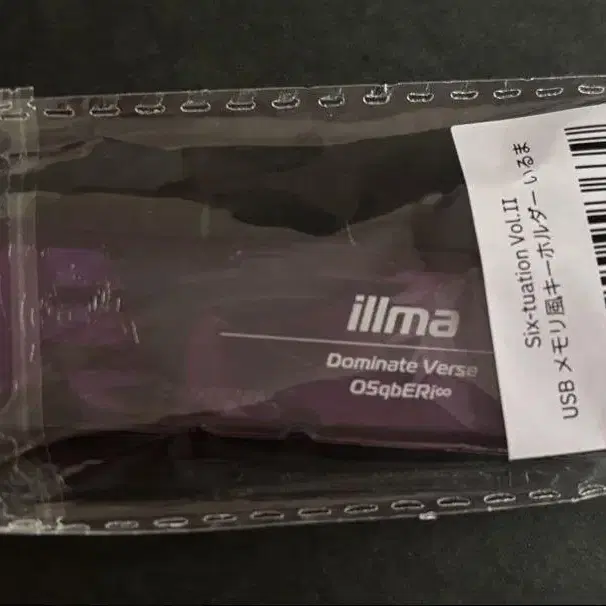 illma
Dominate Verse
OSqbERi∞
Six-tuation Vol.II
USB メモリ風キーホルダー いるま